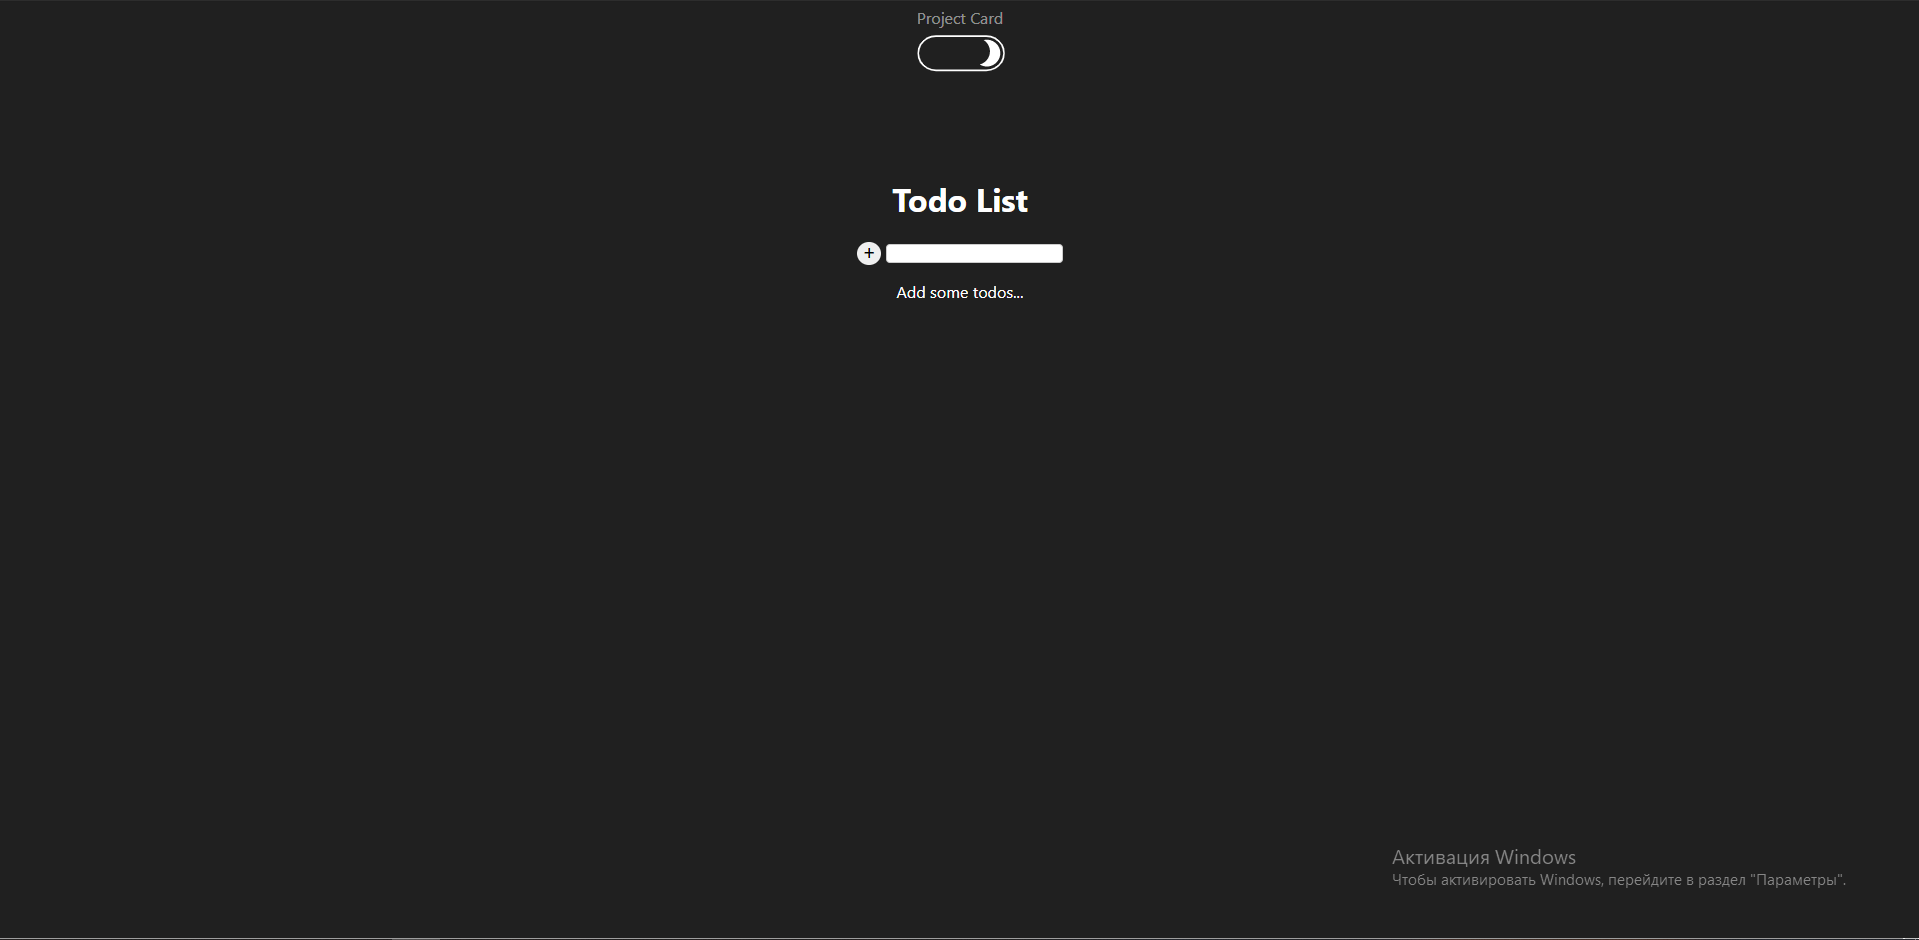 Project Card
Todo List
+
Add some todos...
Активация Windows
Чтобы активировать Windows, перейдите в раздел "Параметры".